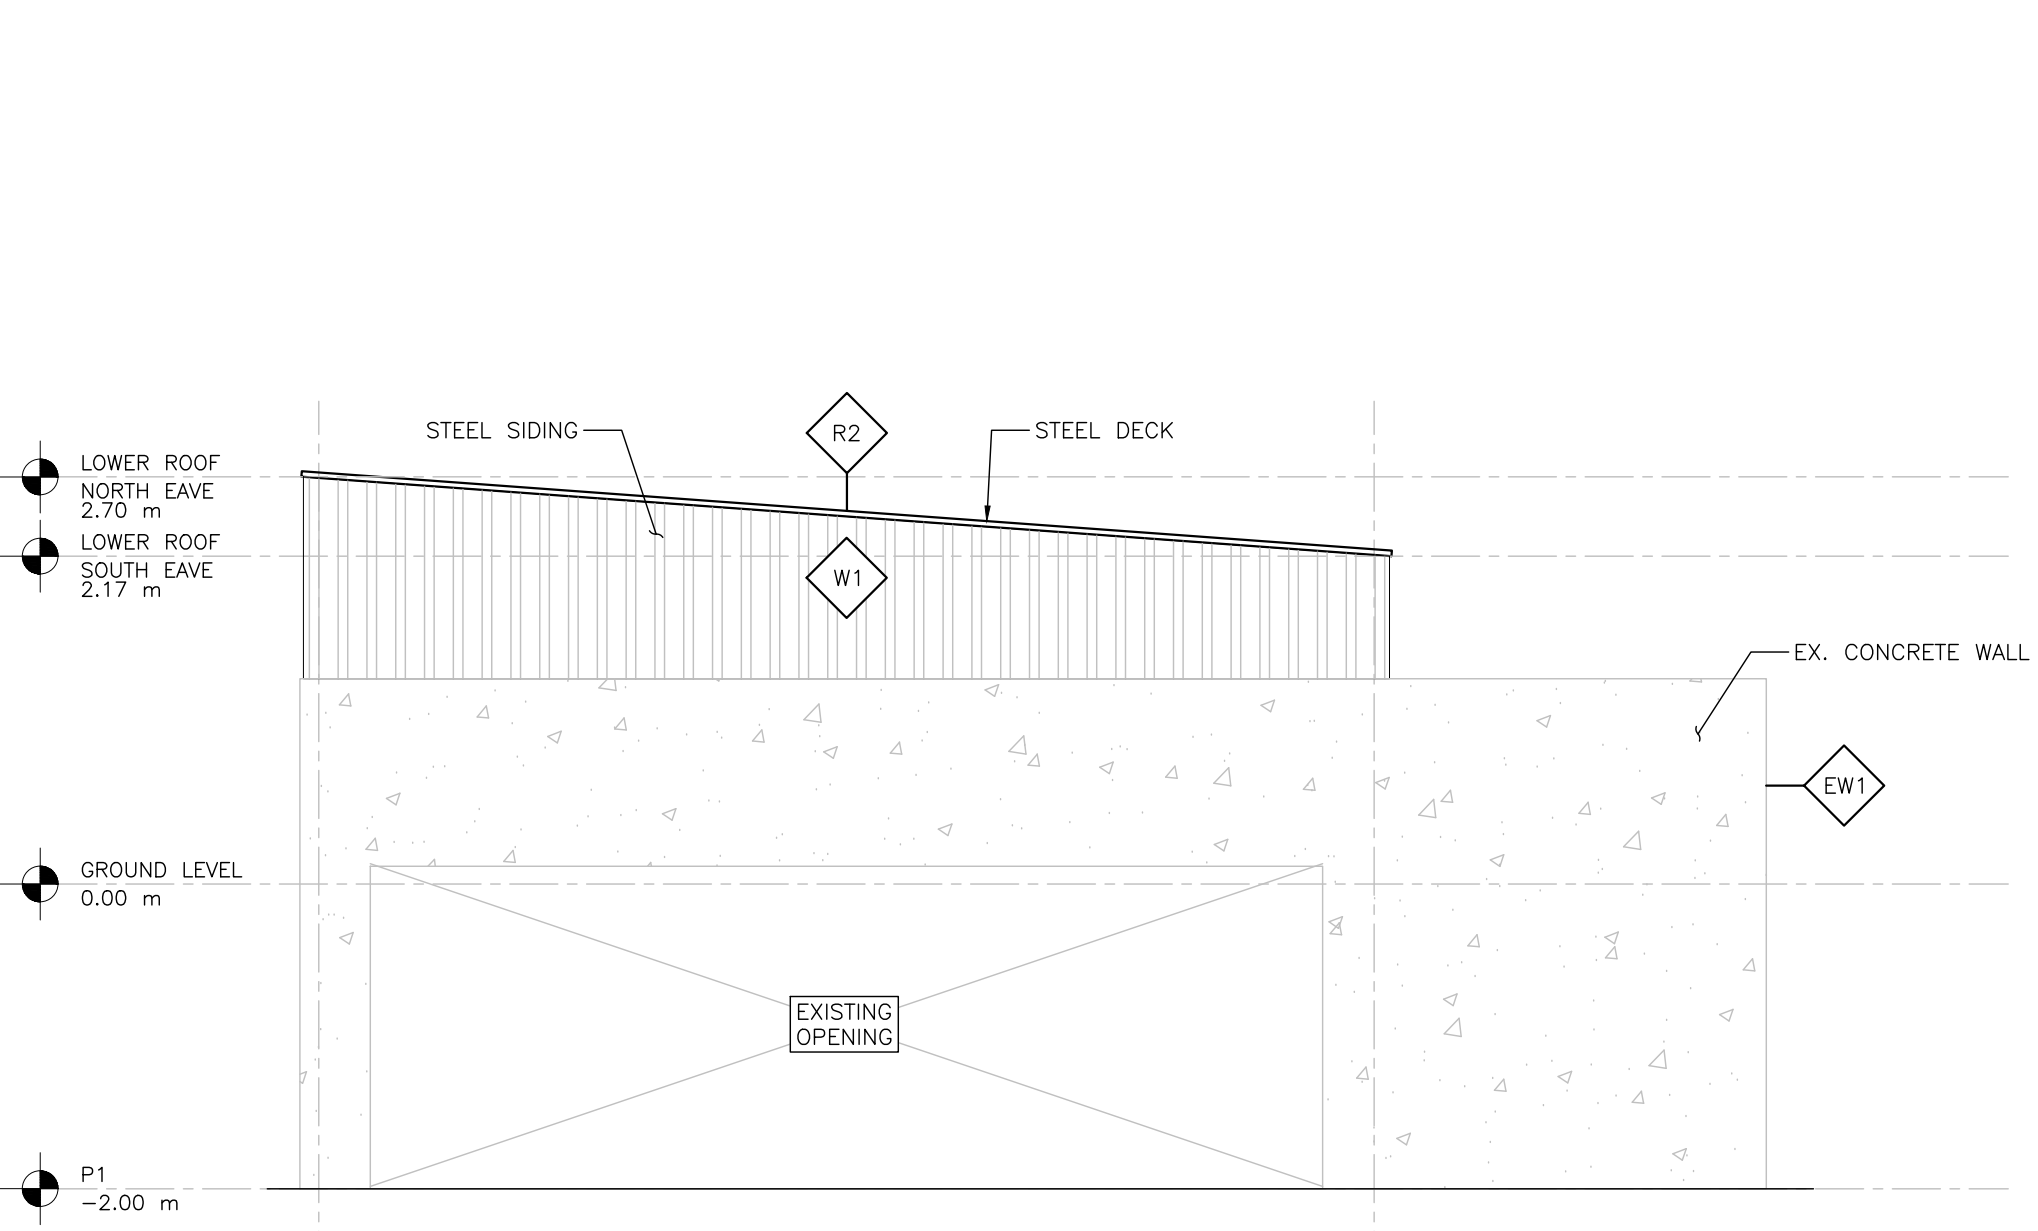 STEEL SIDING
R2
STEEL DECK
LOWER ROOF
NORTH EAVE
2.70 m
LOWER ROOF
SOUTH EAVE
2.17 m
W1
EX. CONCRETE WALL
EW1
GROUND LEVEL
0.00 m
EXISTING
OPENING
P1
-2.00 m